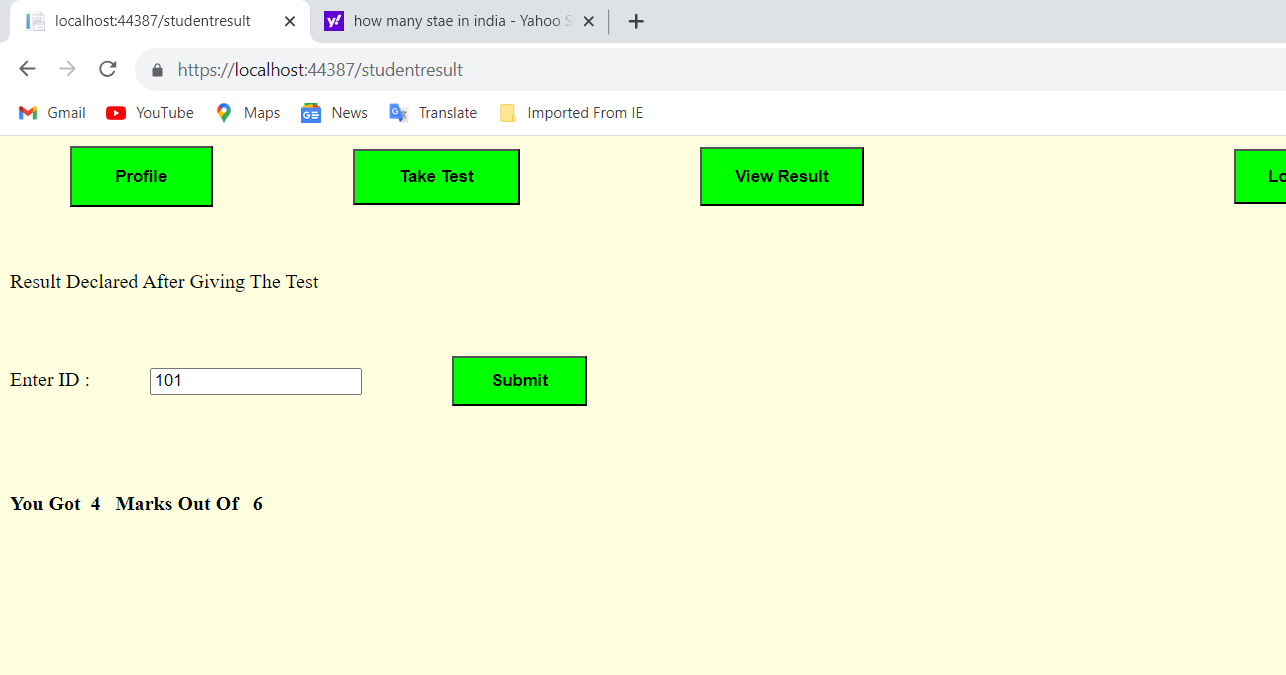 localhost:44387/studentresult
how many stae in india - Yahoo S
https://localhost:44387/studentresult
Gmail YouTube Maps News Translate Imported From IE
Profile Take Test View Result Lo
Result Declared After Giving The Test
Enter ID : 101 Submit
You Got 4 Marks Out Of 6